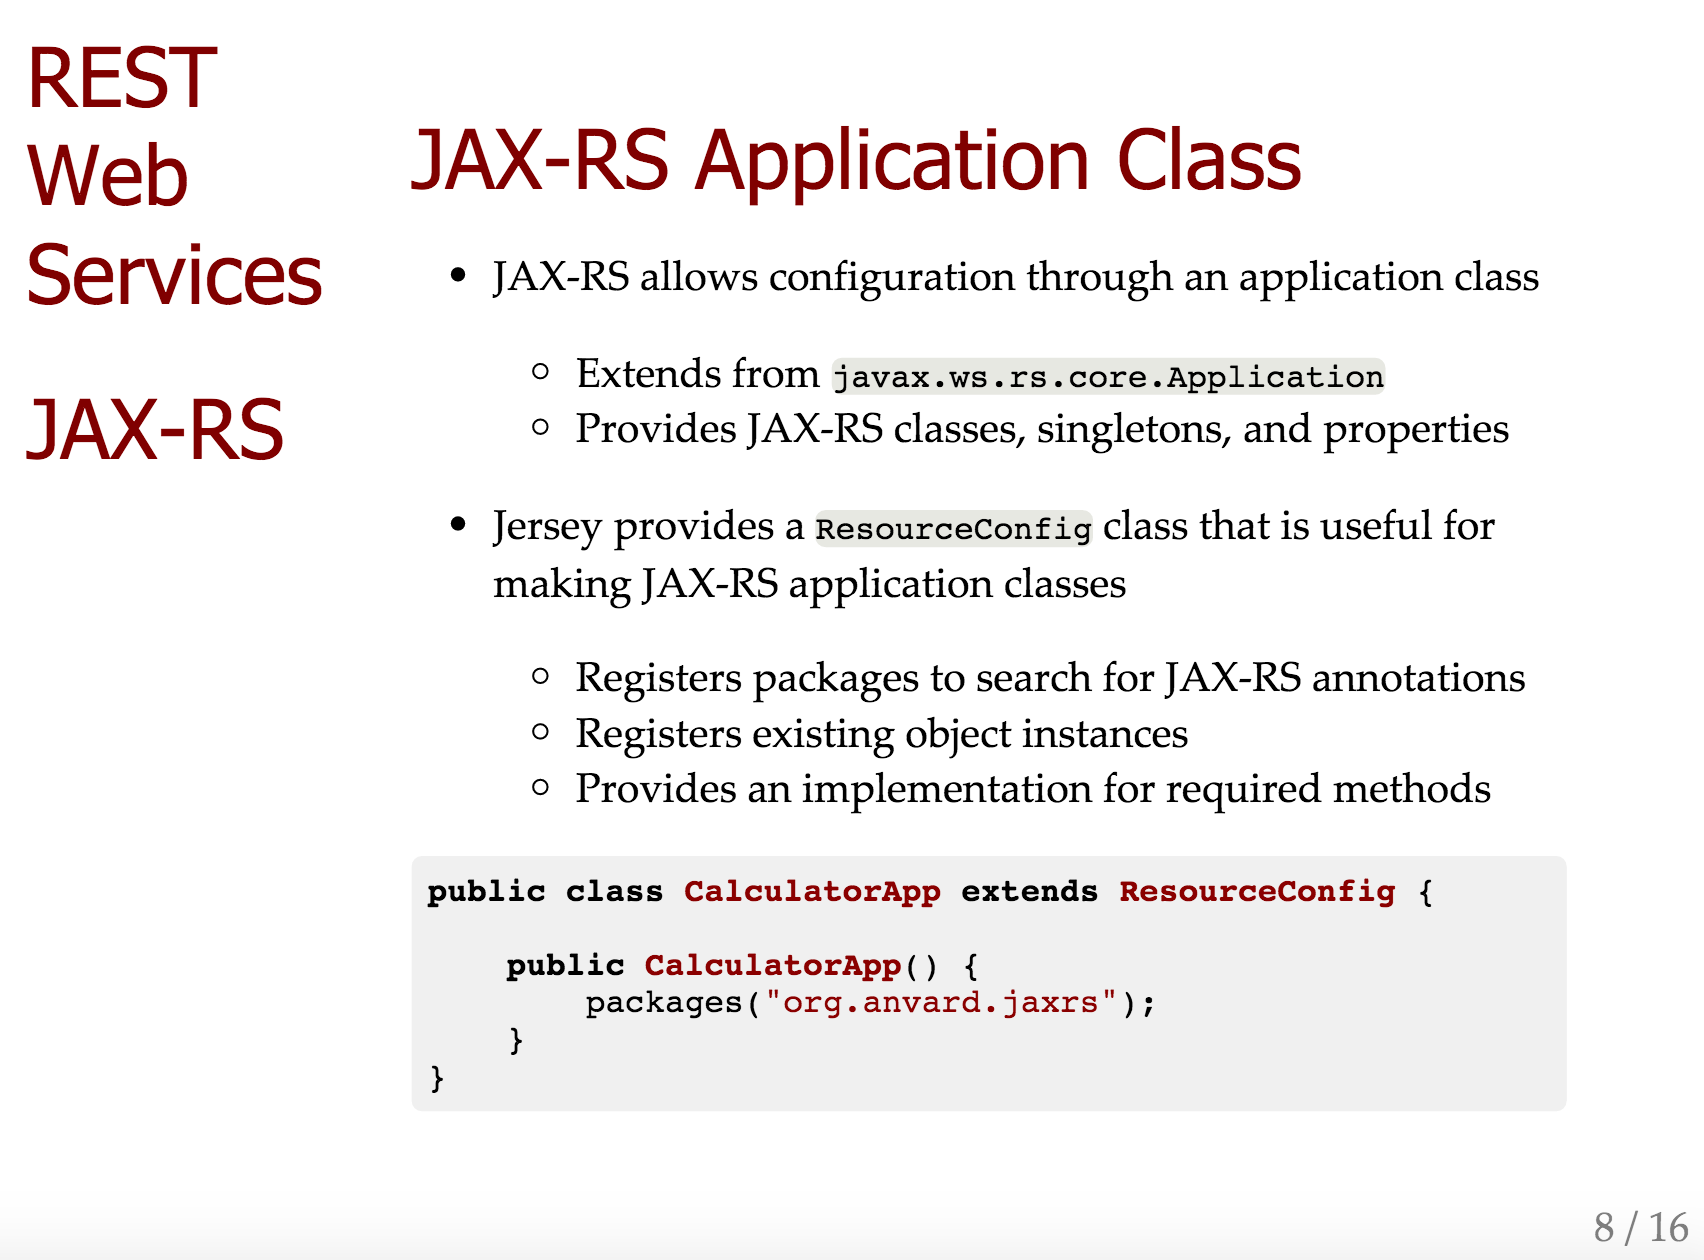 REST
Web
Services
JAX-RS
JAX-RS Application Class
• JAX-RS allows configuration through an application class
○ Extends from javax.ws.rs.core.Application
○ Provides JAX-RS classes, singletons, and properties
• Jersey provides a ResourceConfig class that is useful for
making JAX-RS application classes
○ Registers packages to search for JAX-RS annotations
○ Registers existing object instances
○ Provides an implementation for required methods
public class CalculatorApp extends ResourceConfig {
    public CalculatorApp() {
        packages("org.anvard.jaxrs");
    }
}
8 / 16